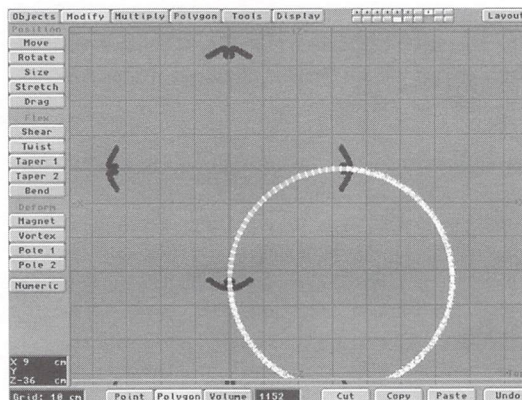 Objects Modify Multiply Polygon Tools Display Layout
Position
Move
Rotate
Size
Stretch
Drag
Flex
Shear
Twist
Taper 1
Taper 2
Bend
Deform
Magnet
Vortex
Pole 1
Pole 2
Numeric
X 9 cm
Y
Z-36 cm
Grid: 10 cm Point Polygon Volume 1152 Cut Copy Paste Undo